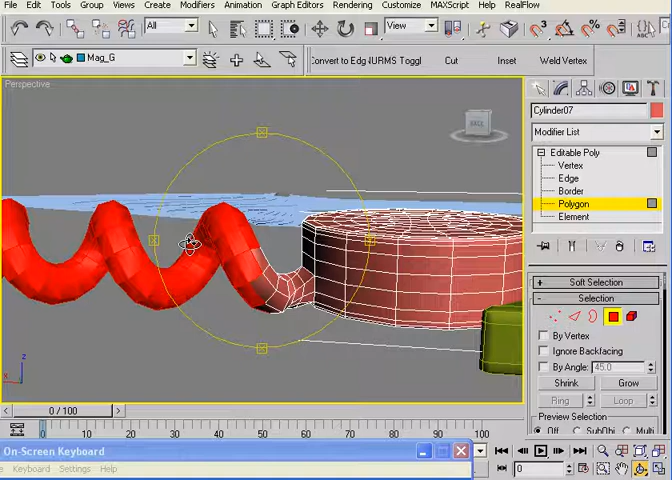 Edit Tools Group Views Create Modifiers Animation Graph Editors Rendering Customize MAXScript RealFlow
All View
Mag_G Convert to Edg NURMS Toggl Cut Inset Weld Vertex
Perspective
BACK
Cylinder07
Modifier List
Editable Poly
Vertex
Edge
Border
Polygon
Element
+ Soft Selection
- Selection
By Vertex
Ignore Backfacing
By Angle: 45.0
Shrink Grow
Ring Loop
Preview Selection
Off SubObj Multi
z
x
0 / 100
0 10 20 30 40 50 60 70 80 90 100
On-Screen Keyboard
Keyboard Settings Help
0